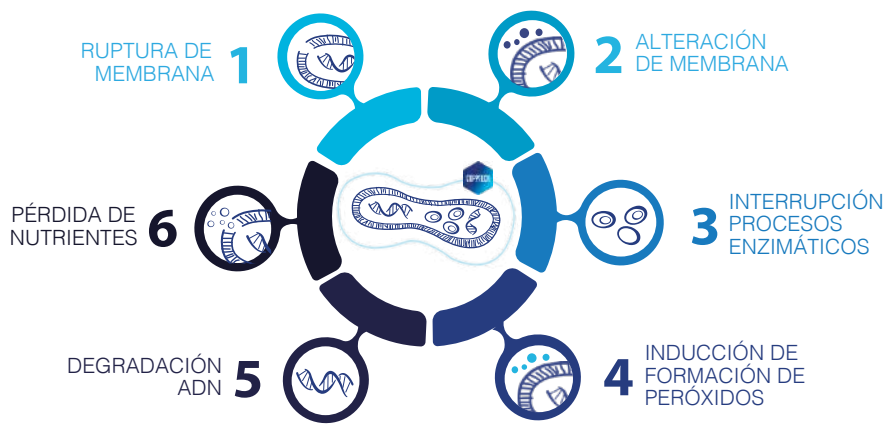 1
RUPTURA DE
MEMBRANA
2
ALTERACIÓN
DE MEMBRANA
3
INTERRUPCIÓN
PROCESOS
ENZIMÁTICOS
4
INDUCCIÓN DE
FORMACIÓN DE
PERÓXIDOS
5
DEGRADACIÓN
ADN
6
PÉRDIDA DE
NUTRIENTES